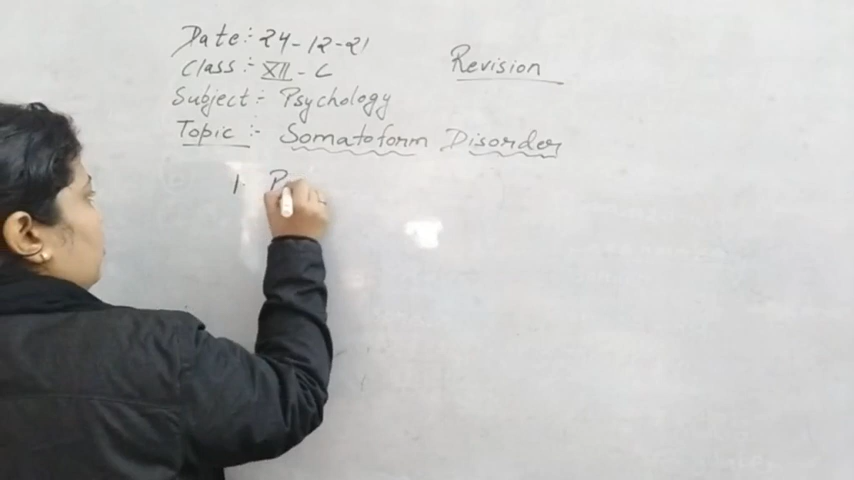 Date:- 24-12-21
Class:- XII - C
Revision
Subject:- Psychology
Topic :- Somatoform Disorder
1. P